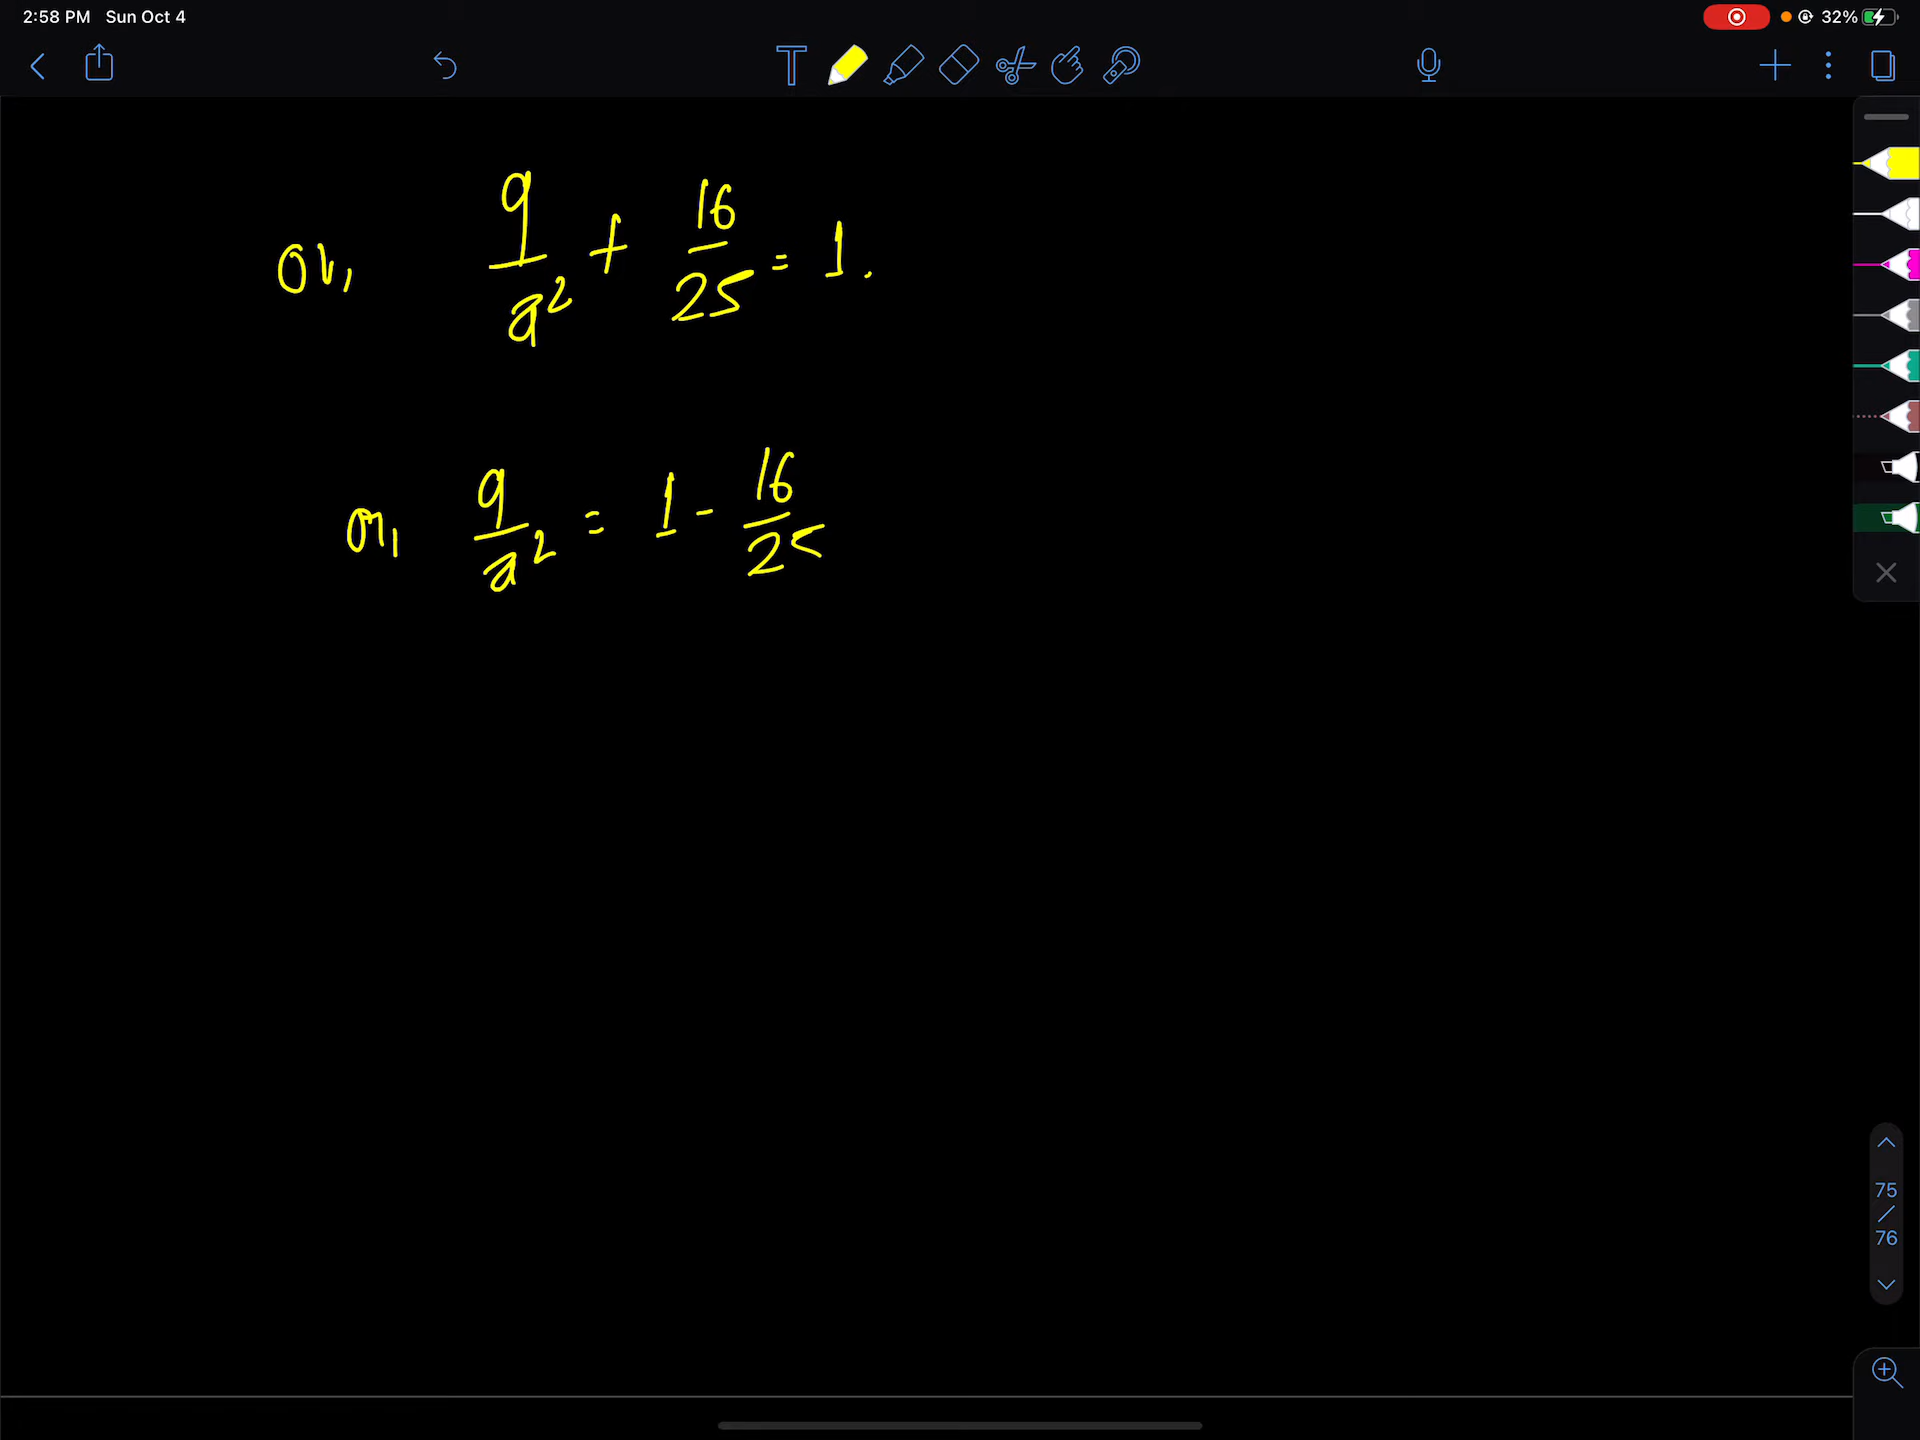 2:58 PM Sun Oct 4 32%
T
or, 9/a² + 16/25 = 1.
or, 9/a² = 1 - 16/25
75
/
76